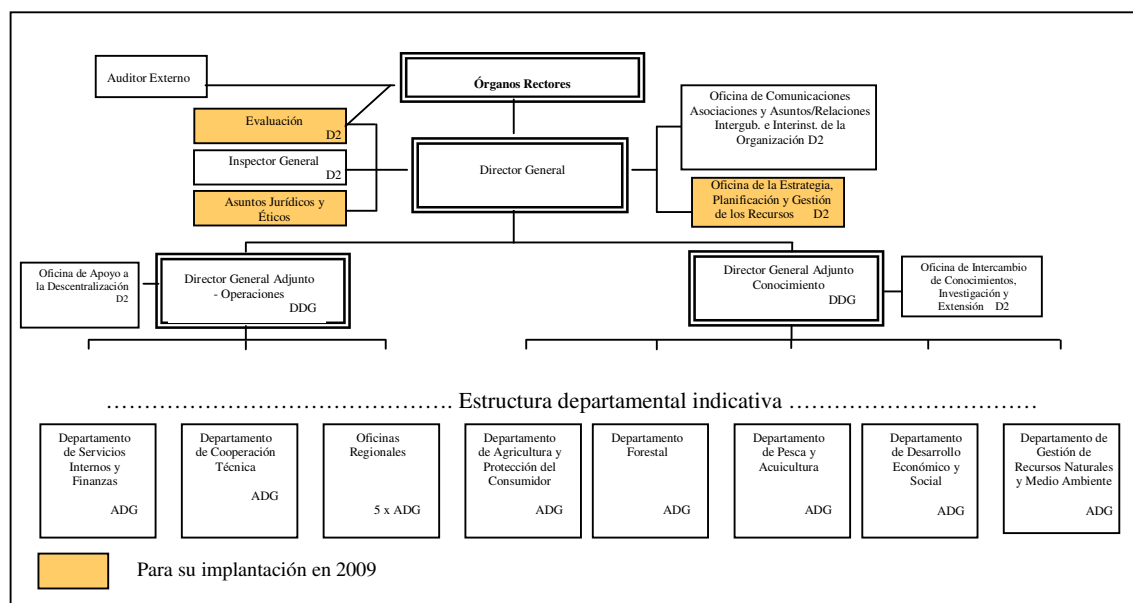 Auditor Externo
Órganos Rectores
Oficina de Comunicaciones
Asociaciones y Asuntos/Relaciones
Intergub. e Interinst. de la
Organización D2
Evaluación
D2
Inspector General
D2
Asuntos Jurídicos y
Éticos
Director General
Oficina de la Estrategia,
Planificación y Gestión
de los Recursos D2
Oficina de Apoyo a
la Descentralización
D2
Director General Adjunto
- Operaciones
DDG
Director General Adjunto
Conocimiento
DDG
Oficina de Intercambio
de Conocimientos,
Investigación y
Extensión D2
.................................................. Estructura departamental indicativa ....................................
Departamento
de Servicios
Internos y
Finanzas
ADG
Departamento
de Cooperación
Técnica
ADG
Oficinas
Regionales
5 x ADG
Departamento
de Agricultura y
Protección del
Consumidor
ADG
Departamento
Forestal
ADG
Departamento
de Pesca y
Acuicultura
ADG
Departamento
de Desarrollo
Económico y
Social
ADG
Departamento de
Gestión de
Recursos Naturales
y Medio Ambiente
ADG
Para su implantación en 2009